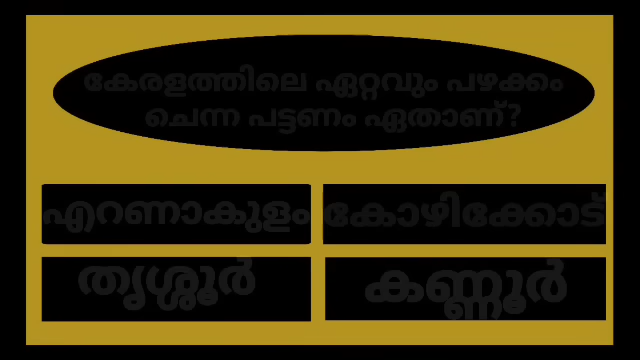 കേരളത്തിലെ ഏറ്റവും പഴക്കം
ചെന്ന പട്ടണം ഏതാണ്?
എറണാകുളം
കോഴിക്കോട്
തൃശ്ശൂർ
കണ്ണൂർ